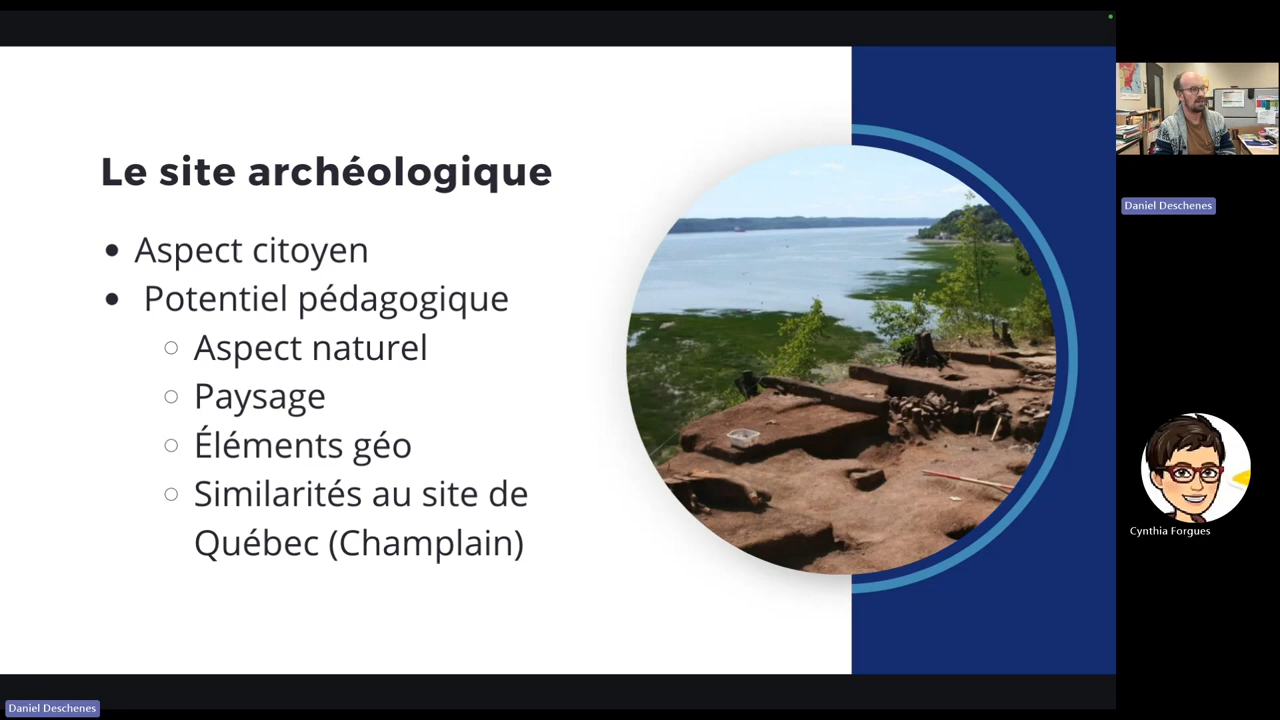 Le site archéologique
Aspect citoyen
Potentiel pédagogique
Aspect naturel
Paysage
Éléments géo
Similarités au site de
Québec (Champlain)
Daniel Deschenes
Cynthia Forgues
Daniel Deschenes